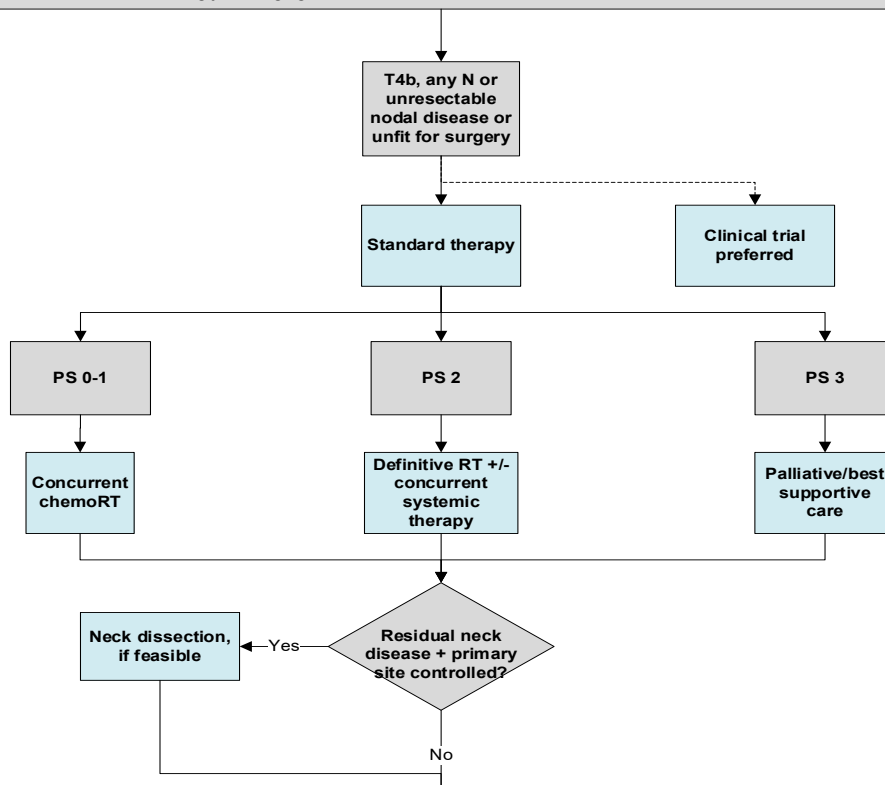 T4b, any N or
unresectable
nodal disease or
unfit for surgery
Standard therapy
Clinical trial
preferred
PS 0-1
PS 2
PS 3
Concurrent
chemoRT
Definitive RT +/-
concurrent
systemic
therapy
Palliative/best
supportive
care
Neck dissection,
if feasible
Yes
Residual neck
disease + primary
site controlled?
No